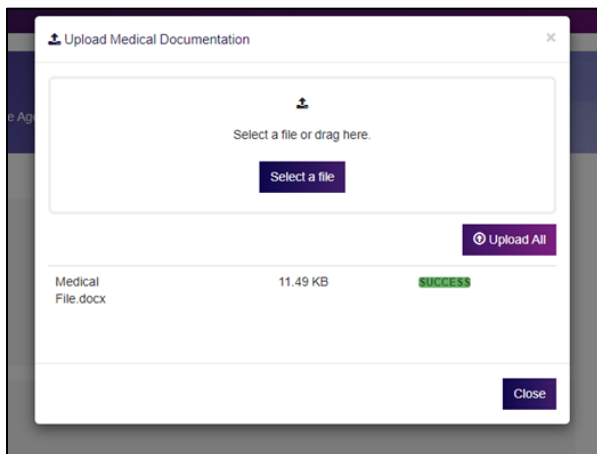 Upload Medical Documentation
×
e Ag
Select a file or drag here.
Select a file
Upload All
Medical 11.49 KB SUCCESS
File.docx
Close